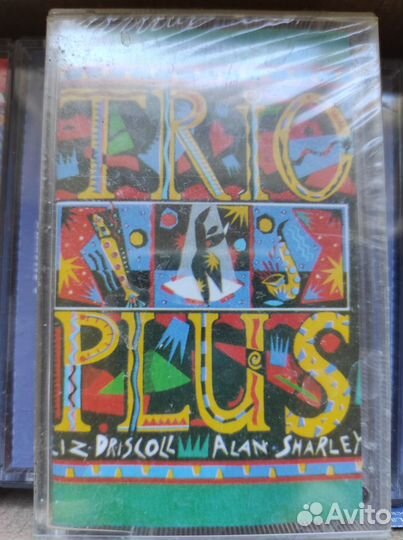 TRIO
PLUS
LIZ DRISCOLL ALAN SHARLEY
Avito